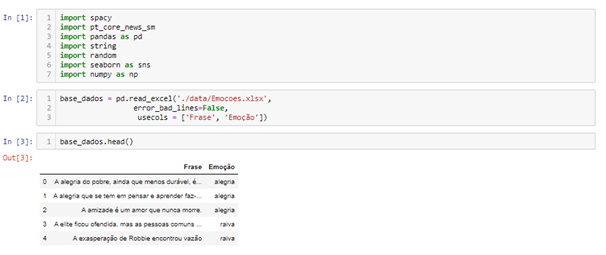 In [1]:
1 import spacy
2 import pt_core_news_sm
3 import pandas as pd
4 import string
5 import random
6 import seaborn as sns
7 import numpy as np
In [2]:
1 base_dados = pd.read_excel('./data/Emocoes.xlsx',
2 error_bad_lines=False,
3 usecols = ['Frase', 'Emoção'])
In [3]:
1 base_dados.head()
Out[3]:
Frase Emoção
0 A alegria do pobre, ainda que menos durável, é... alegria
1 A alegria que se tem em pensar e aprender faz-... alegria
2 A amizade é um amor que nunca morre. alegria
3 A elite ficou ofendida, mas as pessoas comuns ... raiva
4 A exasperação de Robbie encontrou vazão raiva